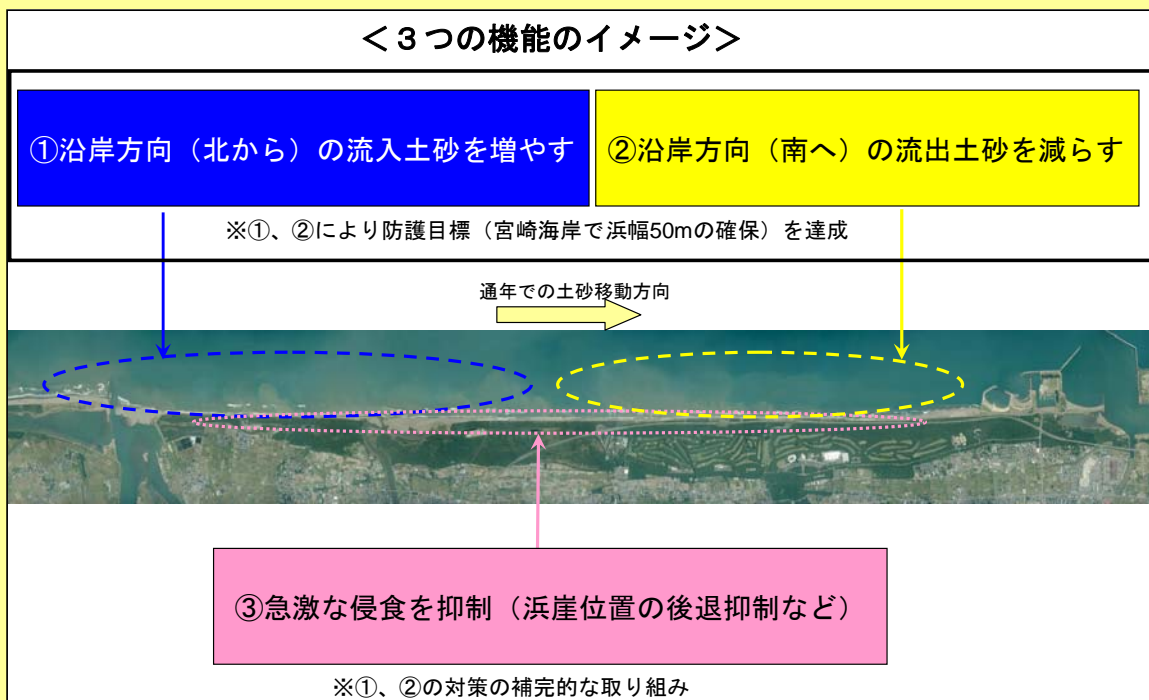 ＜３つの機能のイメージ＞
①沿岸方向（北から）の流入土砂を増やす
②沿岸方向（南へ）の流出土砂を減らす
※①、②により防護目標（宮崎海岸で浜幅50mの確保）を達成
通年での土砂移動方向
③急激な侵食を抑制（浜崖位置の後退抑制など）
※①、②の対策の補完的な取り組み